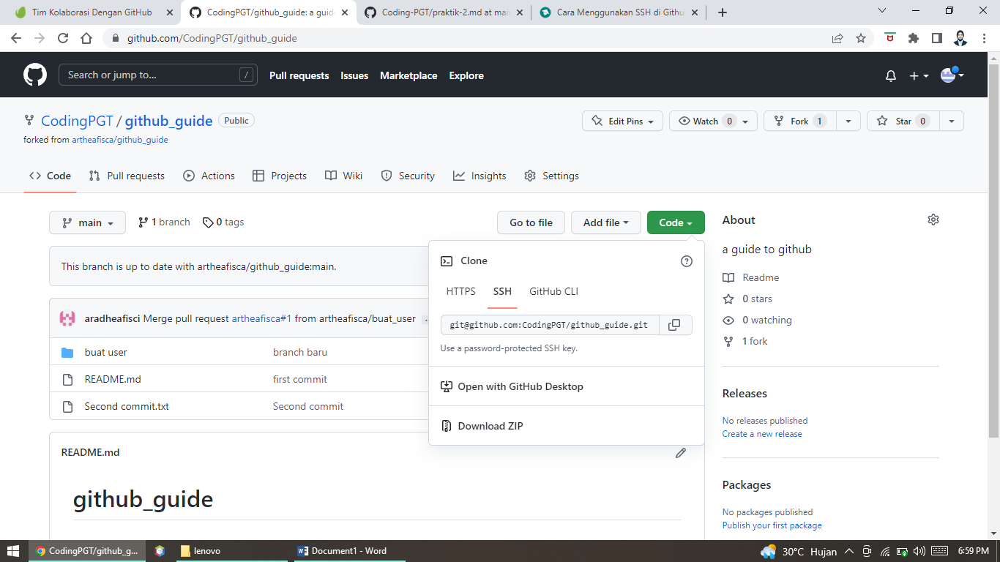 Tim Kolaborasi Dengan GitHub
CodingPGT/github_guide: a guid
Coding-PGT/praktik-2.md at mai
Cara Menggunakan SSH di Githu
github.com/CodingPGT/github_guide
Search or jump to...
/
Pull requests
Issues
Marketplace
Explore
CodingPGT / github_guide
Public
forked from artheafisca/github_guide
Edit Pins
Watch 0
Fork 1
Star 0
Code
Pull requests
Actions
Projects
Wiki
Security
Insights
Settings
main
1 branch
0 tags
Go to file
Add file
Code
This branch is up to date with artheafisca/github_guide:main.
aradheafisci Merge pull request artheafisca#1 from artheafisca/buat_user
buat user
branch baru
README.md
first commit
Second commit.txt
Second commit
Clone
HTTPS
SSH
GitHub CLI
git@github.com:CodingPGT/github_guide.git
Use a password-protected SSH key.
Open with GitHub Desktop
Download ZIP
README.md
github_guide
About
a guide to github
Readme
0 stars
0 watching
1 fork
Releases
No releases published
Create a new release
Packages
No packages published
Publish your first package
CodingPGT/github_g...
lenovo
Document1 - Word
30°C Hujan
6:59 PM